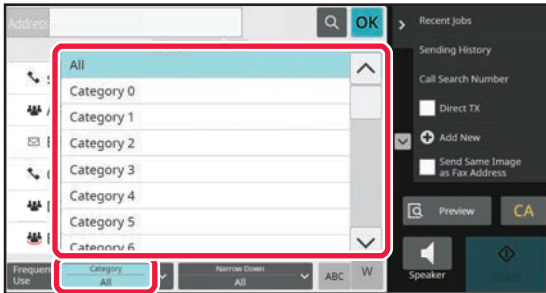 Address
OK
All
Category 0
Category 1
Category 2
Category 3
Category 4
Category 5
Category 6
Frequent
Use
Category
All
Narrow Down
All
ABC
W
Recent Jobs
Sending History
Call Search Number
Direct TX
Add New
Send Same Image
as Fax Address
Preview
CA
Speaker
Start